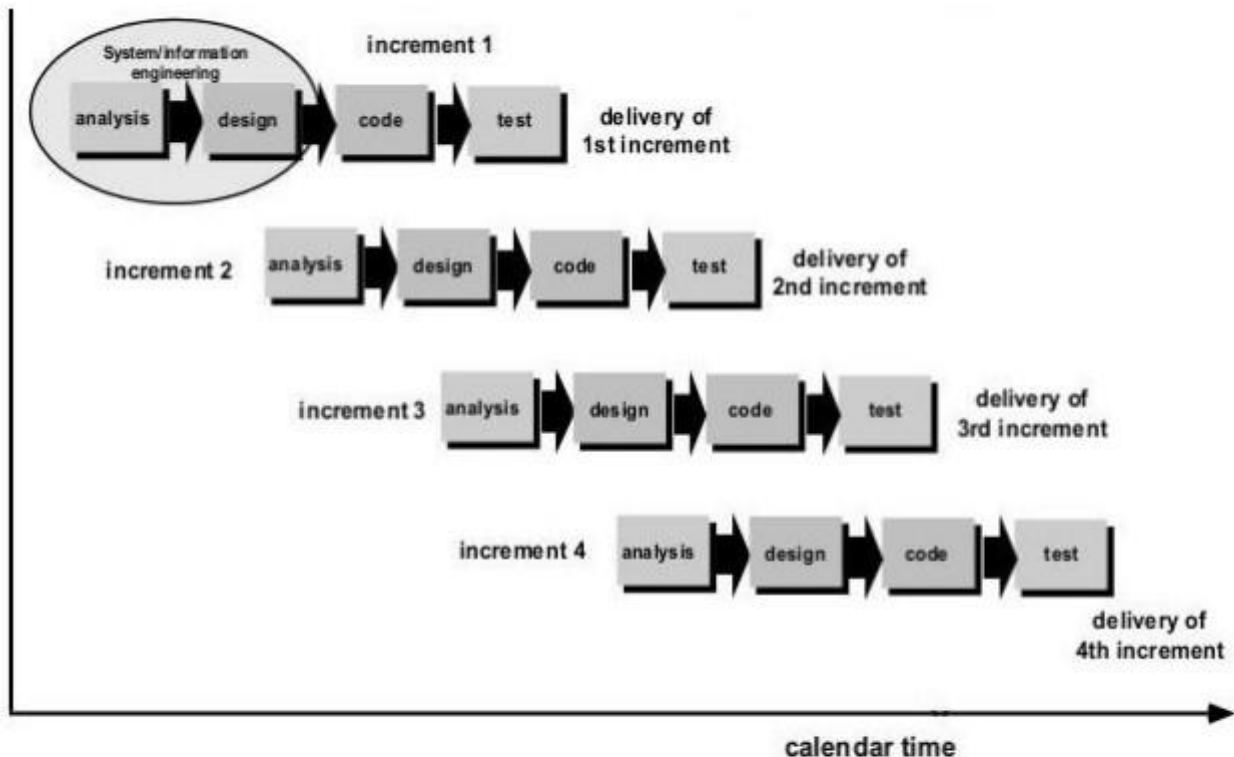 System/information
engineering
increment 1
analysis
design
code
test
delivery of
1st increment
increment 2
analysis
design
code
test
delivery of
2nd increment
increment 3
analysis
design
code
test
delivery of
3rd increment
increment 4
analysis
design
code
test
delivery of
4th increment
calendar time